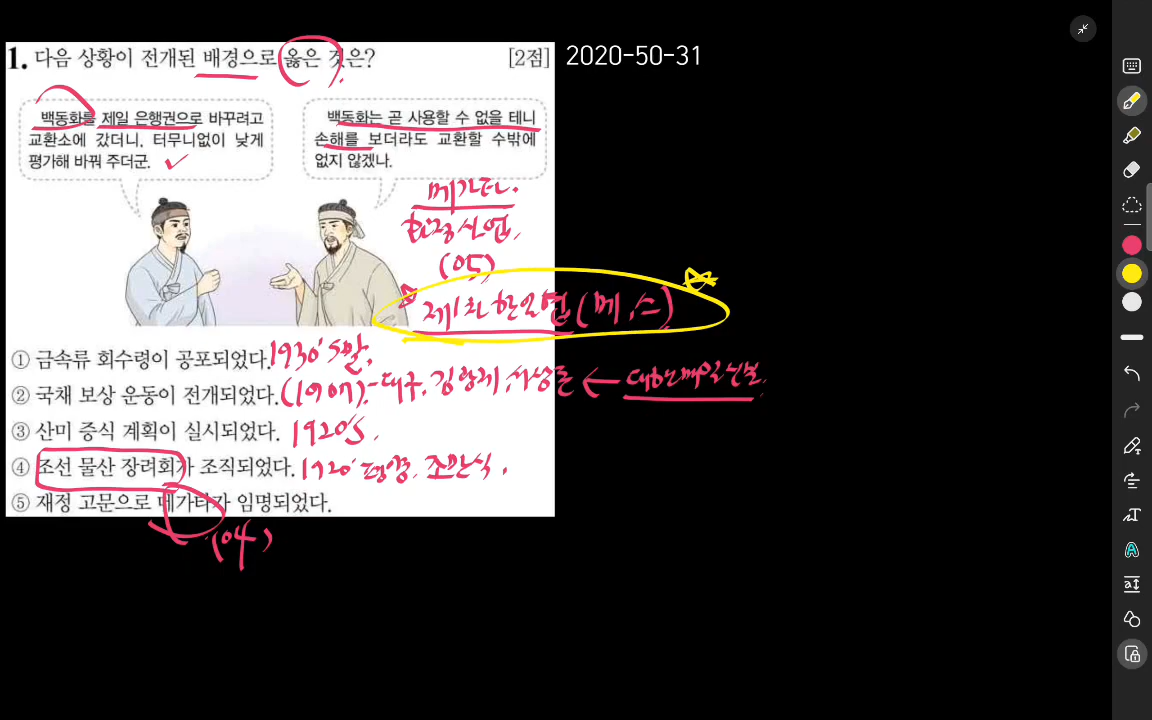 1. 다음 상황이 전개된 배경으로 옳은 것은? [2점]
2020-50-31
백동화를 제일 은행권으로 바꾸려고
교환소에 갔더니, 터무니없이 낮게
평가해 바꿔 주더군.
백동화는 곧 사용할 수 없을 테니
손해를 보더라도 교환할 수밖에
없지 않겠나.
메가타.
화폐정리사업.
(05)
제1차 한일협(메, 스)
① 금속류 회수령이 공포되었다. 1930's말.
② 국채 보상 운동이 전개되었다. (1907).-대구. 김광제, 서상돈 ← 대한매일신보.
③ 산미 증식 계획이 실시되었다. 1920's.
④ 조선 물산 장려회가 조직되었다. 1920' 평양. 조만식.
⑤ 재정 고문으로 메가타가 임명되었다.
(04)